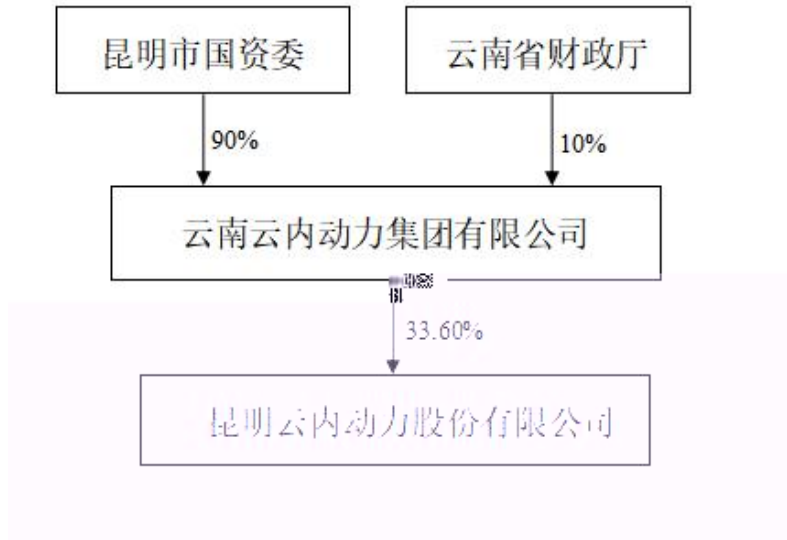 昆明市国资委
云南省财政厅
90%
10%
云南云内动力集团有限公司
33.60%
昆明云内动力股份有限公司